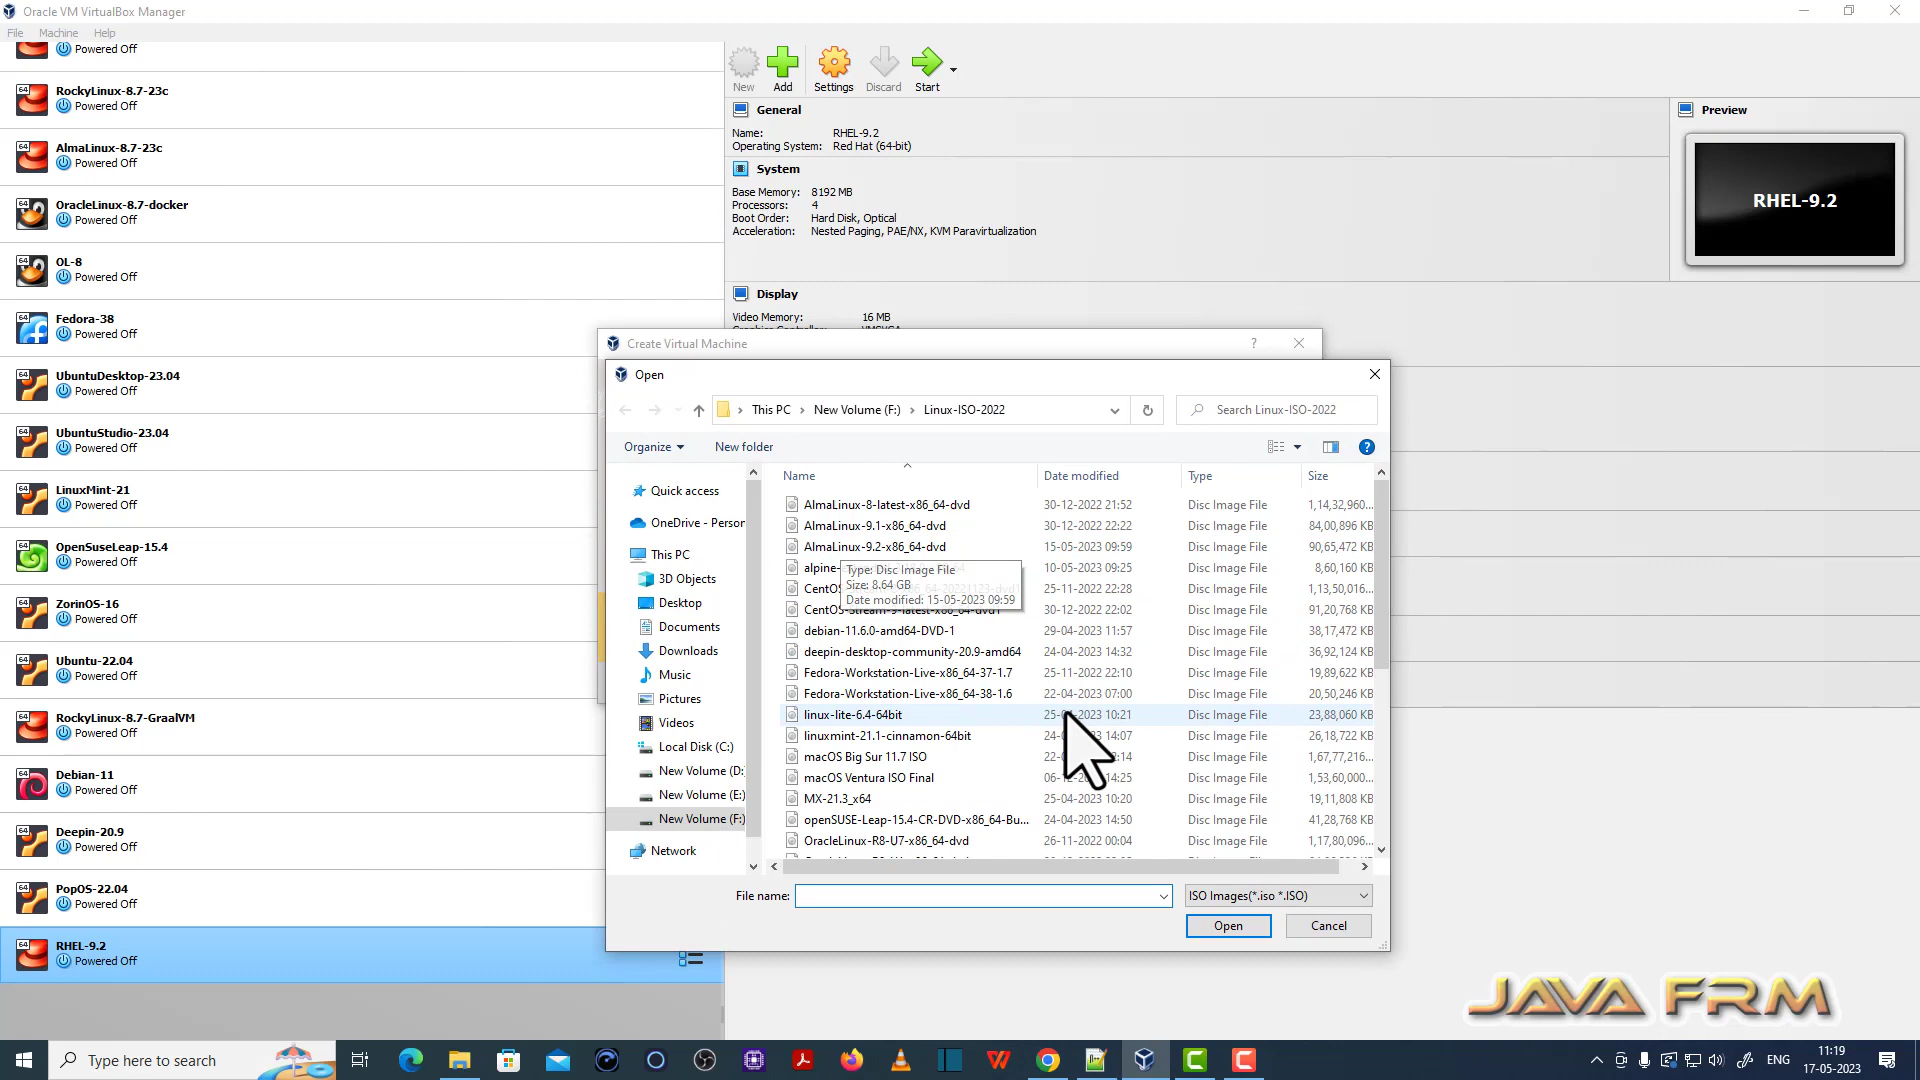 Oracle VM VirtualBox Manager
File Machine Help
Powered Off
RockyLinux-8.7-23c
Powered Off
AlmaLinux-8.7-23c
Powered Off
OracleLinux-8.7-docker
Powered Off
OL-8
Powered Off
Fedora-38
Powered Off
UbuntuDesktop-23.04
Powered Off
UbuntuStudio-23.04
Powered Off
LinuxMint-21
Powered Off
OpenSuseLeap-15.4
Powered Off
ZorinOS-16
Powered Off
Ubuntu-22.04
Powered Off
RockyLinux-8.7-GraalVM
Powered Off
Debian-11
Powered Off
Deepin-20.9
Powered Off
PopOS-22.04
Powered Off
RHEL-9.2
Powered Off
New Add Settings Discard Start
General
Name: RHEL-9.2
Operating System: Red Hat (64-bit)
System
Base Memory: 8192 MB
Processors: 4
Boot Order: Hard Disk, Optical
Acceleration: Nested Paging, PAE/NX, KVM Paravirtualization
Display
Video Memory: 16 MB
Preview
RHEL-9.2
Create Virtual Machine ?
Open
This PC New Volume (F:) Linux-ISO-2022
Search Linux-ISO-2022
Organize New folder
Quick access
OneDrive - Person
This PC
3D Objects
Desktop
Documents
Downloads
Music
Pictures
Videos
Local Disk (C:)
New Volume (D:
New Volume (E:)
New Volume (F:)
Network
Name Date modified Type Size
AlmaLinux-8-latest-x86_64-dvd 30-12-2022 21:52 Disc Image File 1,14,32,960...
AlmaLinux-9.1-x86_64-dvd 30-12-2022 22:22 Disc Image File 84,00,896 KB
AlmaLinux-9.2-x86_64-dvd 15-05-2023 09:59 Disc Image File 90,65,472 KB
alpine- 10-05-2023 09:25 Disc Image File 8,60,160 KB
CentOS 25-11-2022 22:28 Disc Image File 1,13,50,016...
CentOS-Stream-9-latest-x86_64-dvd1 30-12-2022 22:02 Disc Image File 91,20,768 KB
Type: Disc Image File
Size: 8.64 GB
Date modified: 15-05-2023 09:59
debian-11.6.0-amd64-DVD-1 29-04-2023 11:57 Disc Image File 38,17,472 KB
deepin-desktop-community-20.9-amd64 24-04-2023 14:32 Disc Image File 36,92,124 KB
Fedora-Workstation-Live-x86_64-37-1.7 25-11-2022 22:10 Disc Image File 19,89,622 KB
Fedora-Workstation-Live-x86_64-38-1.6 22-04-2023 07:00 Disc Image File 20,50,246 KB
linux-lite-6.4-64bit 25-04-2023 10:21 Disc Image File 23,88,060 KB
linuxmint-21.1-cinnamon-64bit 14:07 Disc Image File 26,18,722 KB
macOS Big Sur 11.7 ISO Disc Image File 1,67,77,216...
macOS Ventura ISO Final 14:25 Disc Image File 1,53,60,000...
MX-21.3_x64 25-04-2023 10:20 Disc Image File 19,11,808 KB
openSUSE-Leap-15.4-CR-DVD-x86_64-Bu... 24-04-2023 14:50 Disc Image File 41,28,768 KB
OracleLinux-R8-U7-x86_64-dvd 26-11-2022 00:04 Disc Image File 1,17,80,096...
File name: ISO Images(*.iso *.ISO)
Open Cancel
JAVA FRM
Type here to search
ENG
11:19
17-05-2023